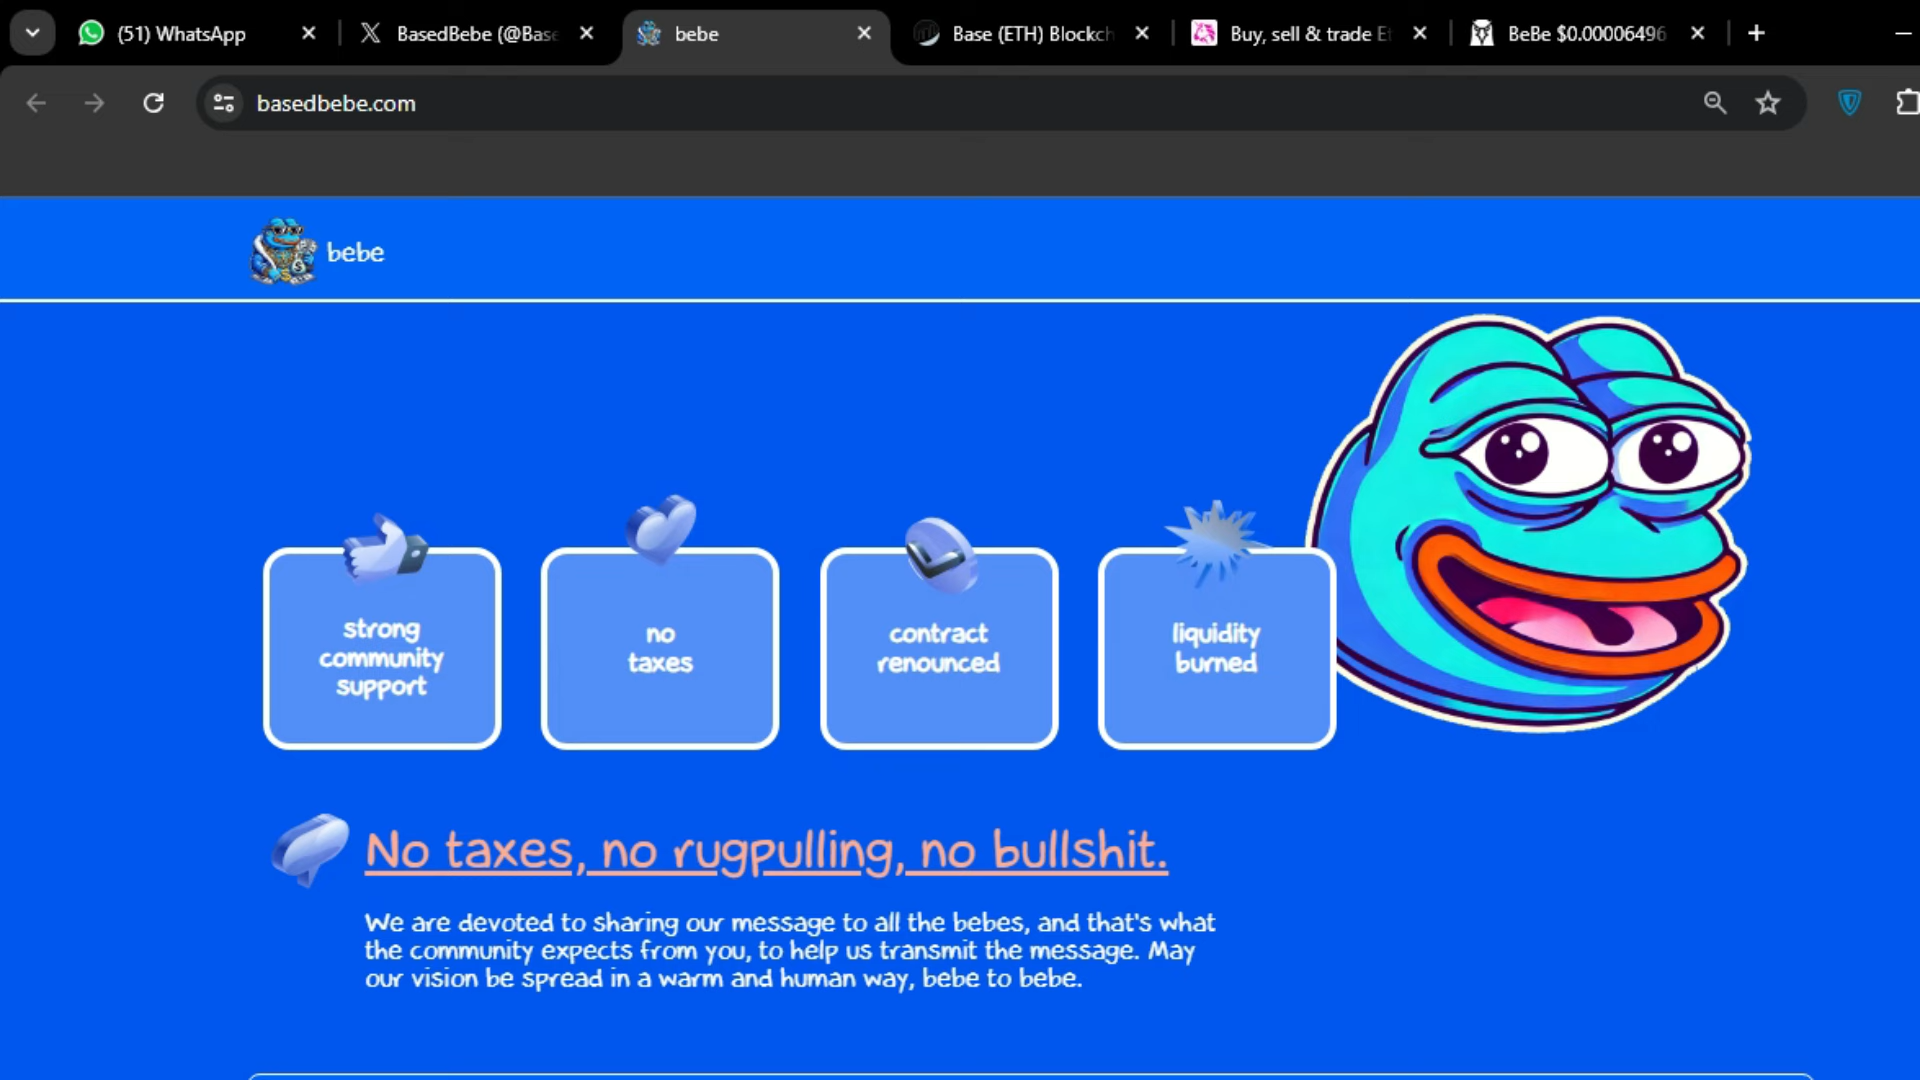 (51) WhatsApp
BasedBebe (@Base
bebe
Base (ETH) Blockch
Buy, sell & trade Et
BeBe $0.00006496
basedbebe.com
bebe
strong
community
support
no
taxes
contract
renounced
liquidity
burned
No taxes, no rugpulling, no bullshit.
We are devoted to sharing our message to all the bebes, and that's what
the community expects from you, to help us transmit the message. May
our vision be spread in a warm and human way, bebe to bebe.